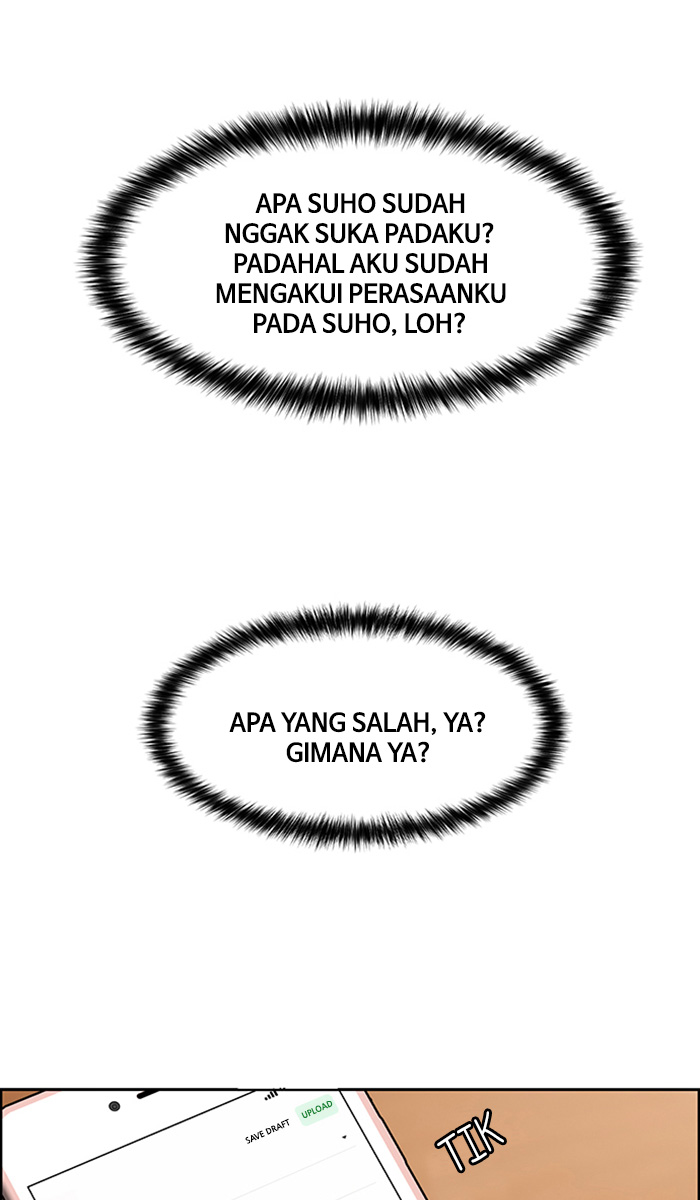 APA SUHO SUDAH
NGGAK SUKA PADAKU?
PADAHAL AKU SUDAH
MENGAKUI PERASAANKU
PADA SUHO, LOH?
APA YANG SALAH, YA?
GIMANA YA?
SAVE DRAFT UPLOAD
TIK